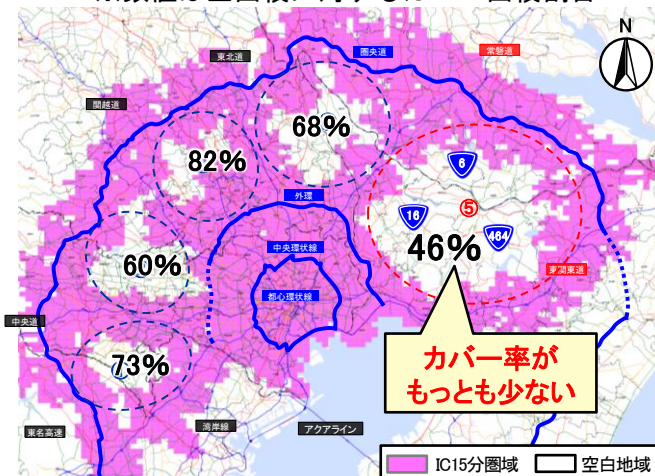 東北道
圏央道
常磐道
N
関越道
68%
82%
6
外環
16
⑤
464
46%
中央環状線
60%
東関東道
都心環状線
中央道
カバー率が
もっとも少ない
73%
東名高速
湾岸線
アクアライン
IC15分圏域
空白地域